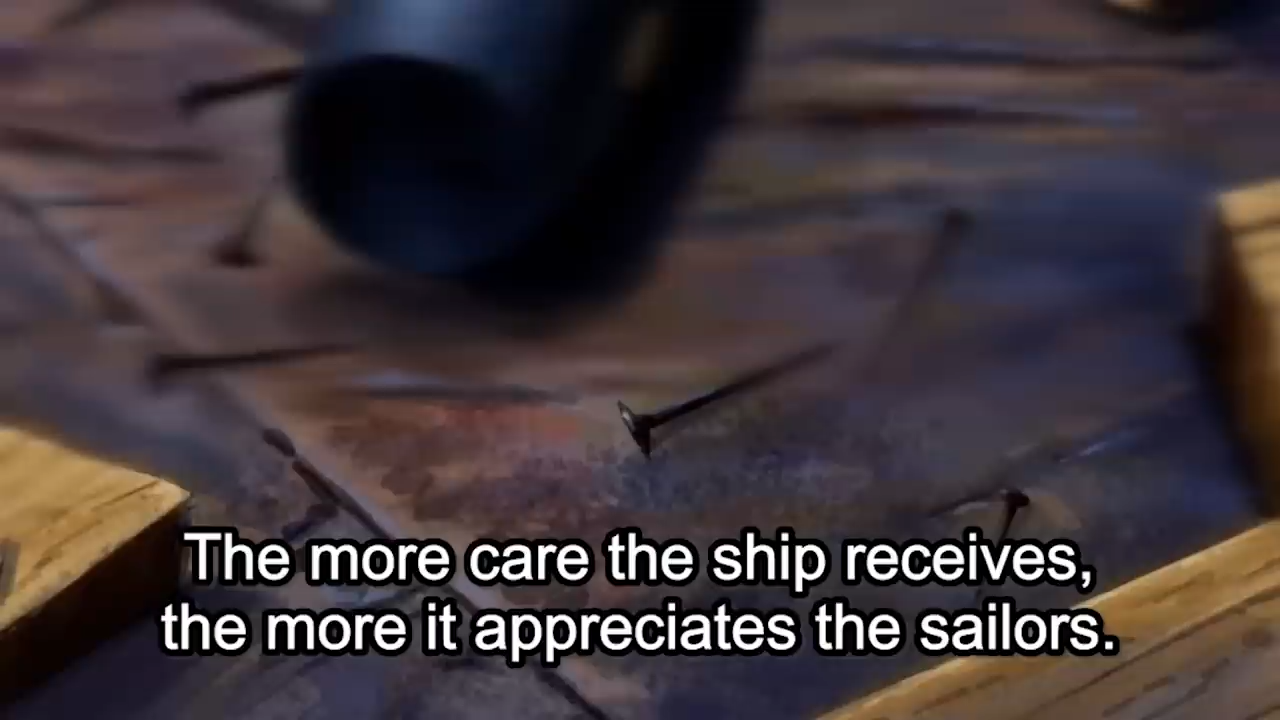 The more care the ship receives,
the more it appreciates the sailors.